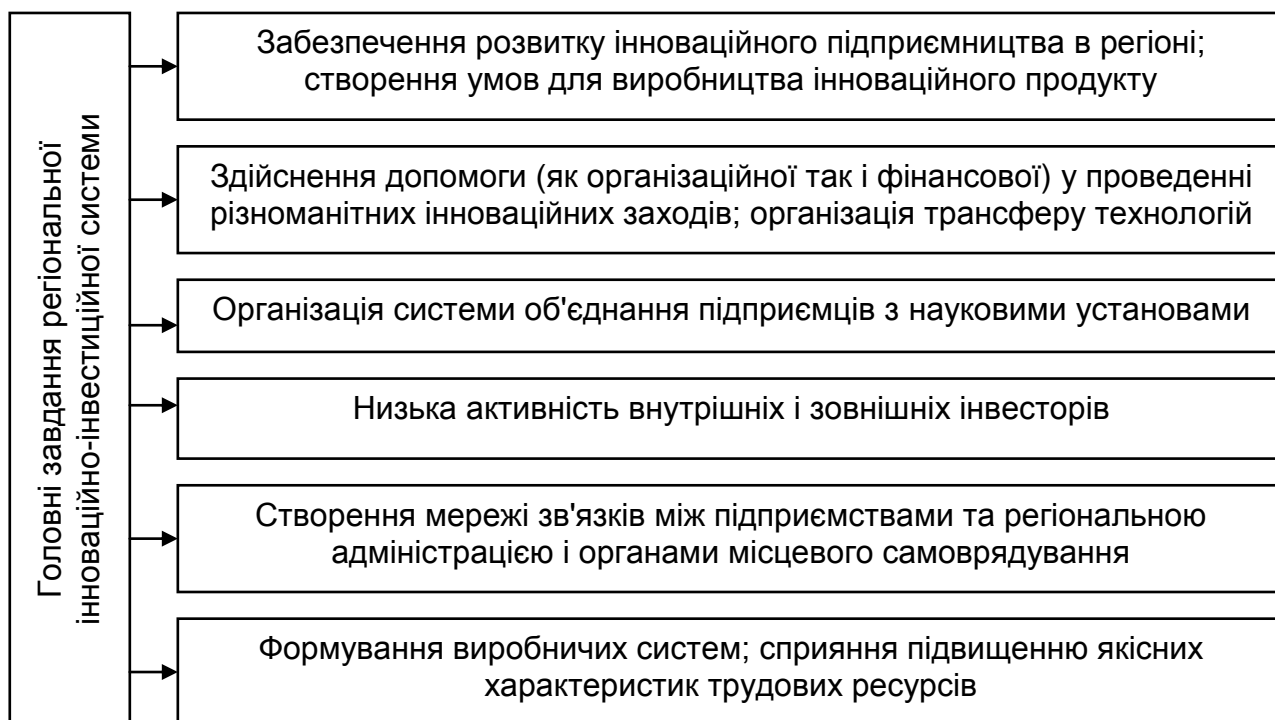 Головні завдання регіональної
інноваційно-інвестиційної системи
Забезпечення розвитку інноваційного підприємництва в регіоні;
створення умов для виробництва інноваційного продукту
Здійснення допомоги (як організаційної так і фінансової) у проведенні
різноманітних інноваційних заходів; організація трансферу технологій
Організація системи об'єднання підприємців з науковими установами
Низька активність внутрішніх і зовнішніх інвесторів
Створення мережі зв'язків між підприємствами та регіональною
адміністрацією і органами місцевого самоврядування
Формування виробничих систем; сприяння підвищенню якісних
характеристик трудових ресурсів